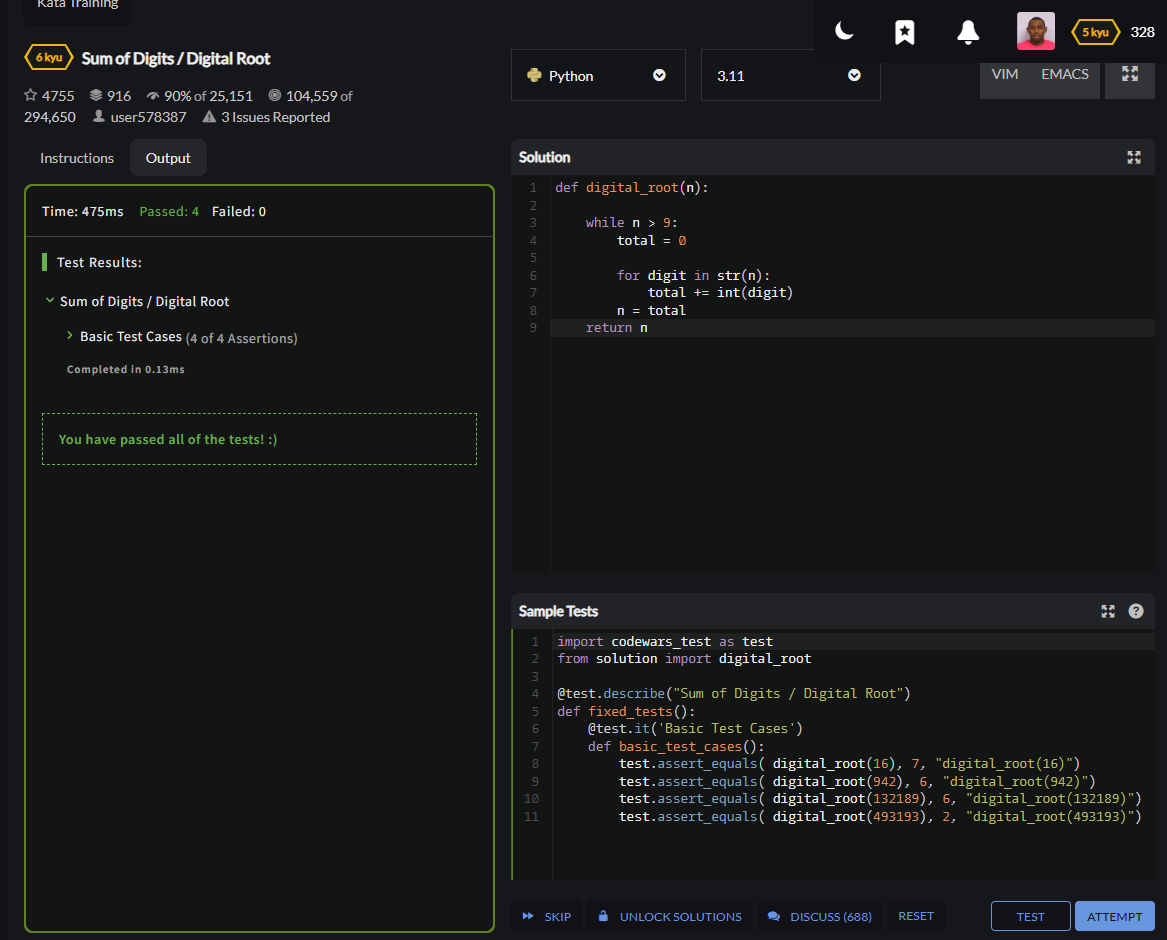 Kata Training
5 kyu 328
6 kyu Sum of Digits / Digital Root
4755 916 90% of 25,151 104,559 of
294,650 user578387 3 Issues Reported
Python
3.11
VIM EMACS
Instructions Output
Time: 475ms Passed: 4 Failed: 0
Test Results:
Sum of Digits / Digital Root
Basic Test Cases (4 of 4 Assertions)
Completed in 0.13ms
You have passed all of the tests! :)
Solution
1 def digital_root(n):
2
3 while n > 9:
4 total = 0
5
6 for digit in str(n):
7 total += int(digit)
8 n = total
9 return n
Sample Tests
?
1 import codewars_test as test
2 from solution import digital_root
3
4 @test.describe("Sum of Digits / Digital Root")
5 def fixed_tests():
6 @test.it('Basic Test Cases')
7 def basic_test_cases():
8 test.assert_equals( digital_root(16), 7, "digital_root(16)")
9 test.assert_equals( digital_root(942), 6, "digital_root(942)")
10 test.assert_equals( digital_root(132189), 6, "digital_root(132189)")
11 test.assert_equals( digital_root(493193), 2, "digital_root(493193)")
SKIP UNLOCK SOLUTIONS DISCUSS (688) RESET TEST ATTEMPT